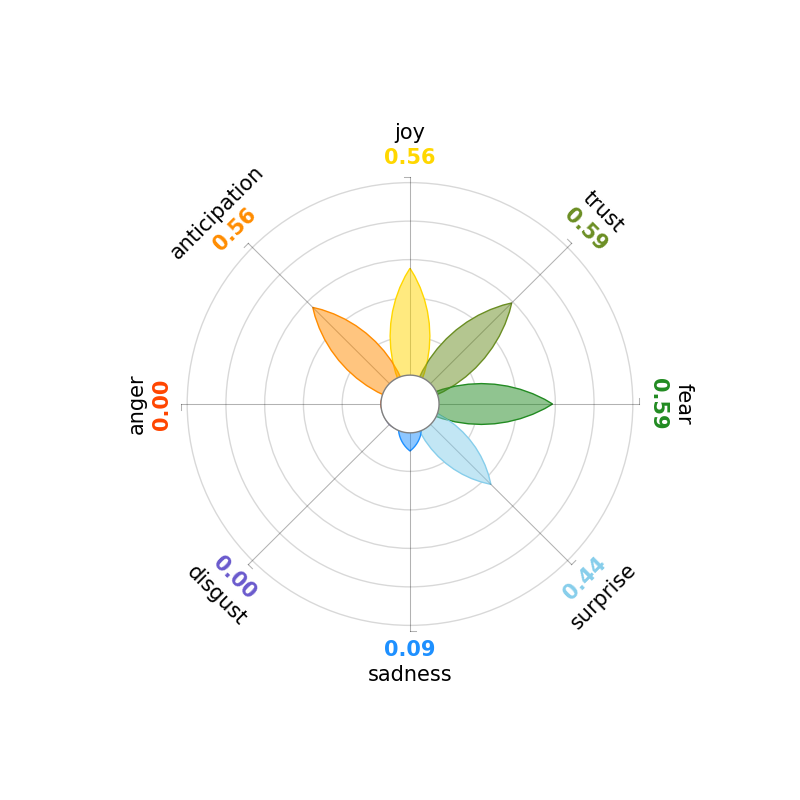 joy
0.56
trust
0.59
fear
0.59
surprise
0.44
sadness
0.09
disgust
0.00
anger
0.00
anticipation
0.56